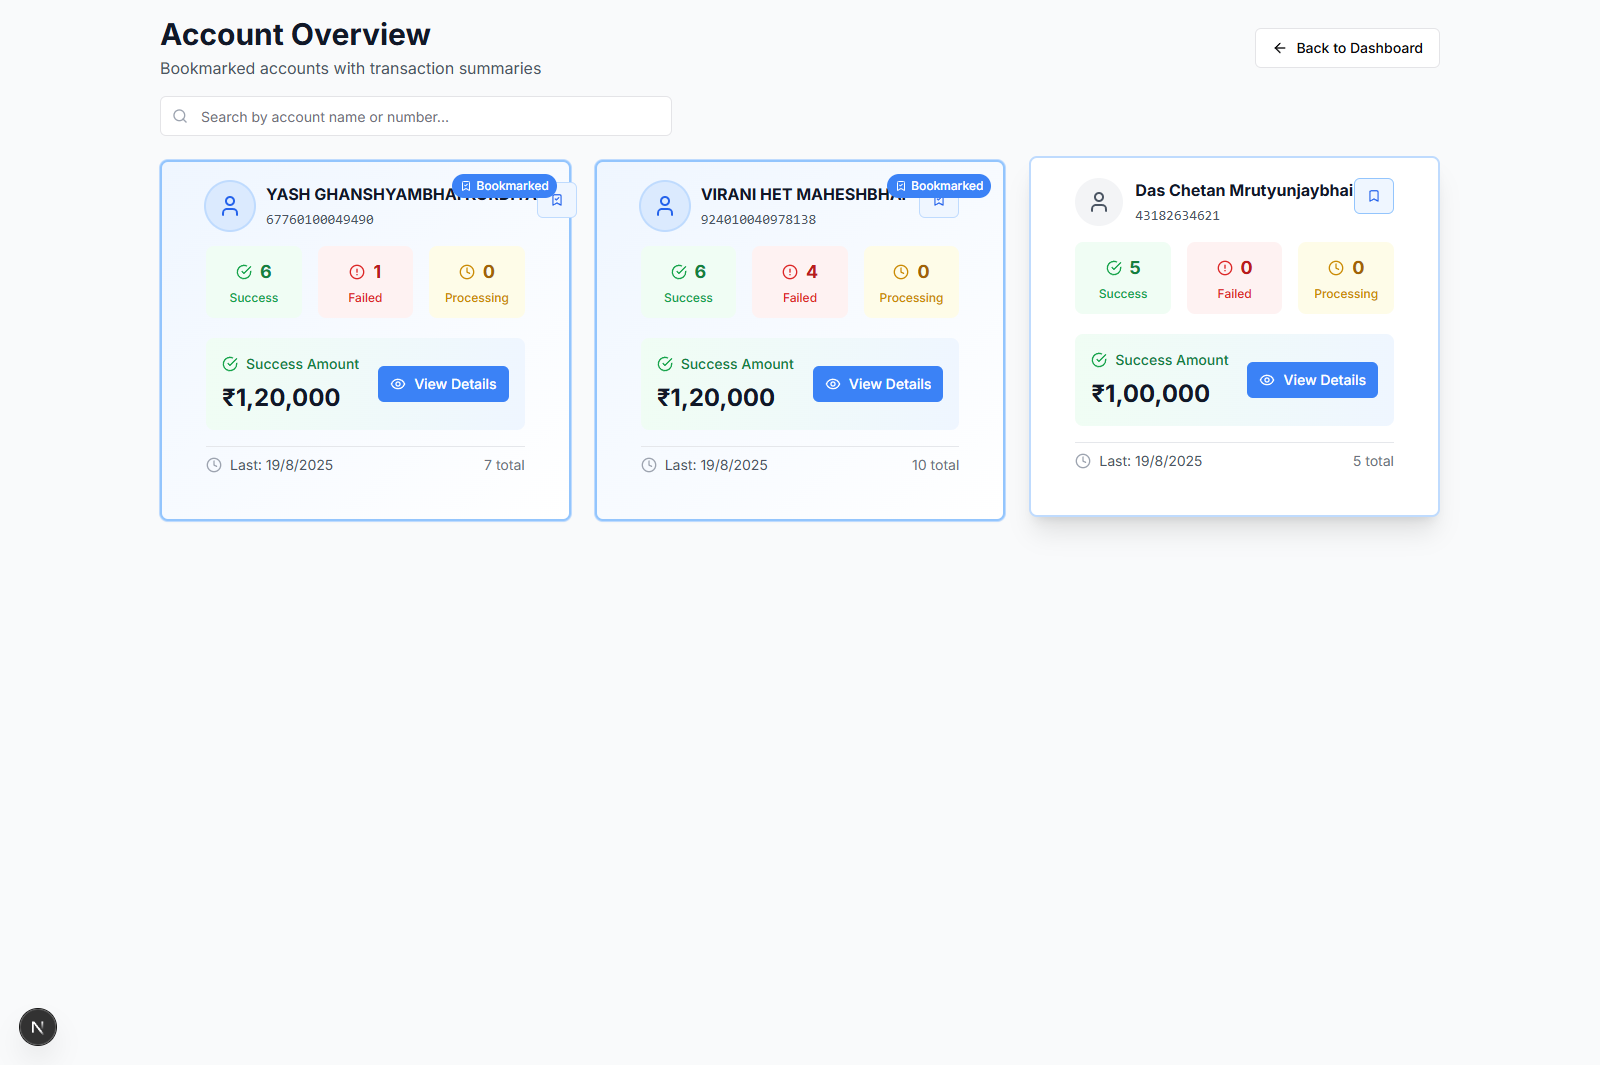 Account Overview
Bookmarked accounts with transaction summaries
Back to Dashboard
Search by account name or number...
YASH
Bookmarked
67760100049490
6
Success
1
Failed
0
Processing
Success Amount
₹1,20,000
View Details
Last: 19/8/2025
7 total
VIRANI HET
Bookmarked
924010040978138
6
Success
4
Failed
0
Processing
Success Amount
₹1,20,000
View Details
Last: 19/8/2025
10 total
Das Chetan Mrutyunjaybhai
43182634621
5
Success
0
Failed
0
Processing
Success Amount
₹1,00,000
View Details
Last: 19/8/2025
5 total
N